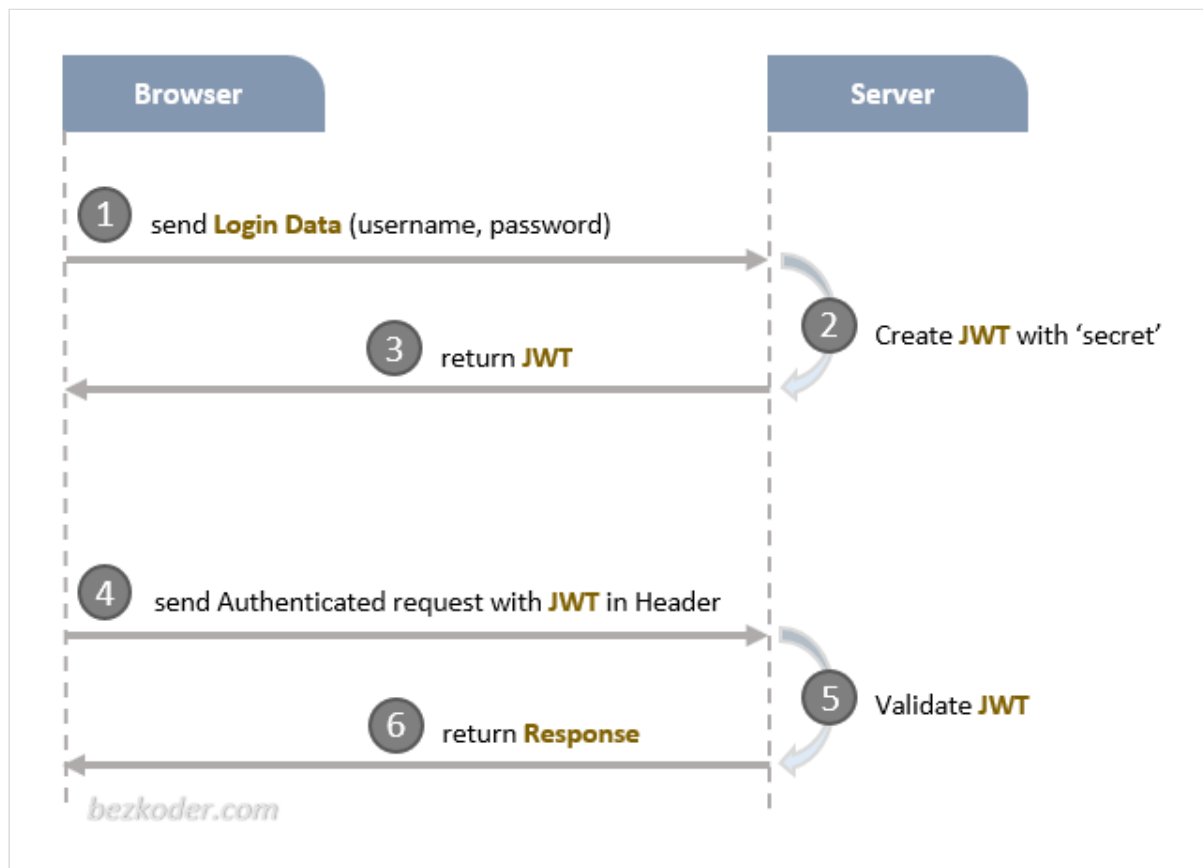 Browser
Server
1
send Login Data (username, password)
2
Create JWT with ‘secret’
3
return JWT
4
send Authenticated request with JWT in Header
5
Validate JWT
6
return Response
bezkoder.com